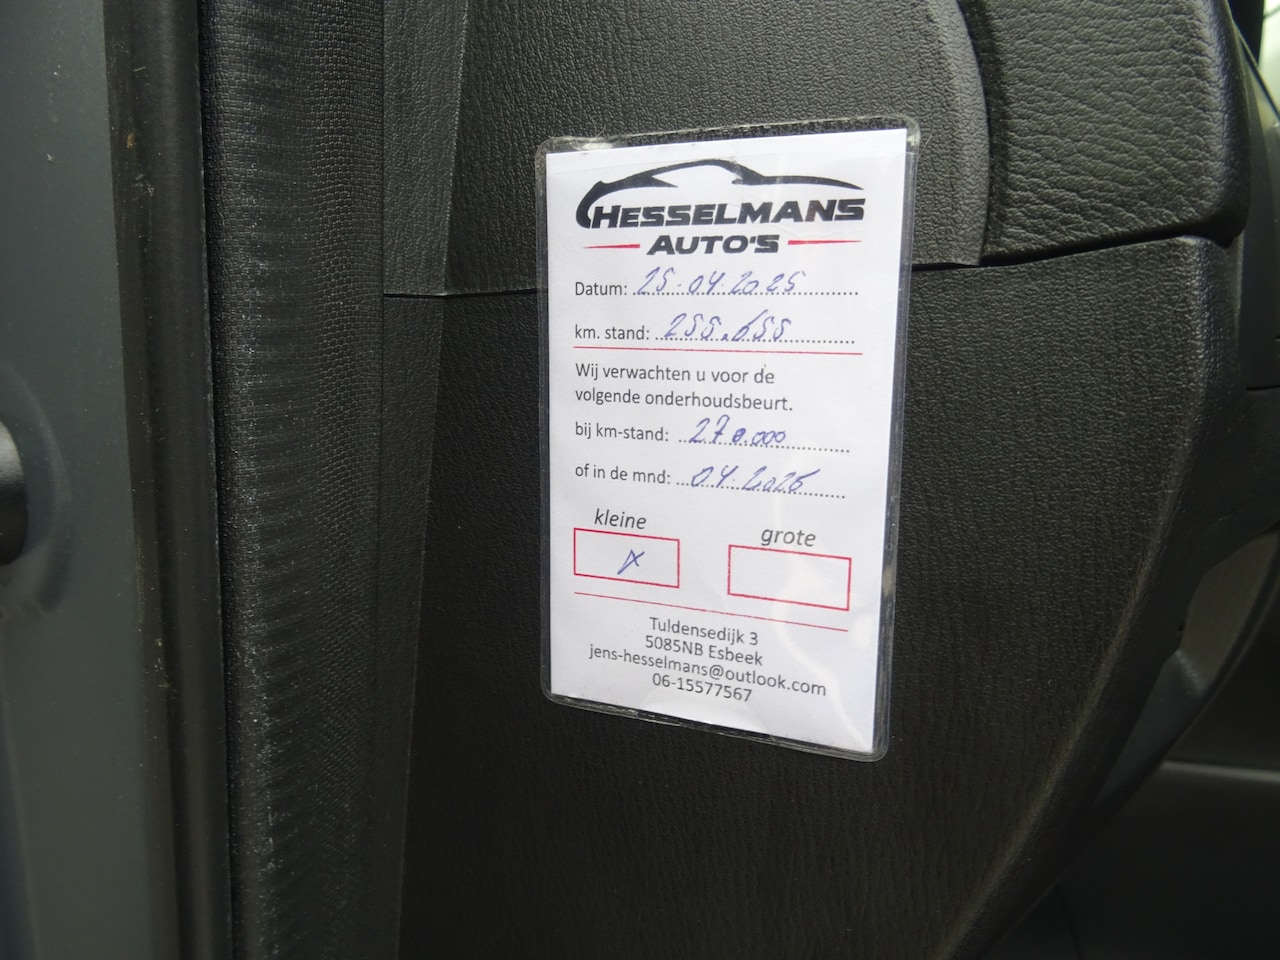 HESSELMANS
AUTO'S
Datum: 25-04-2025
km. stand: 255.655
Wij verwachten u voor de
volgende onderhoudsbeurt.
bij km-stand: 270.000
of in de mnd: 04-2026
kleine grote
x
Tuldensedijk 3
5085NB Esbeek
jens-hesselmans@outlook.com
06-15577567